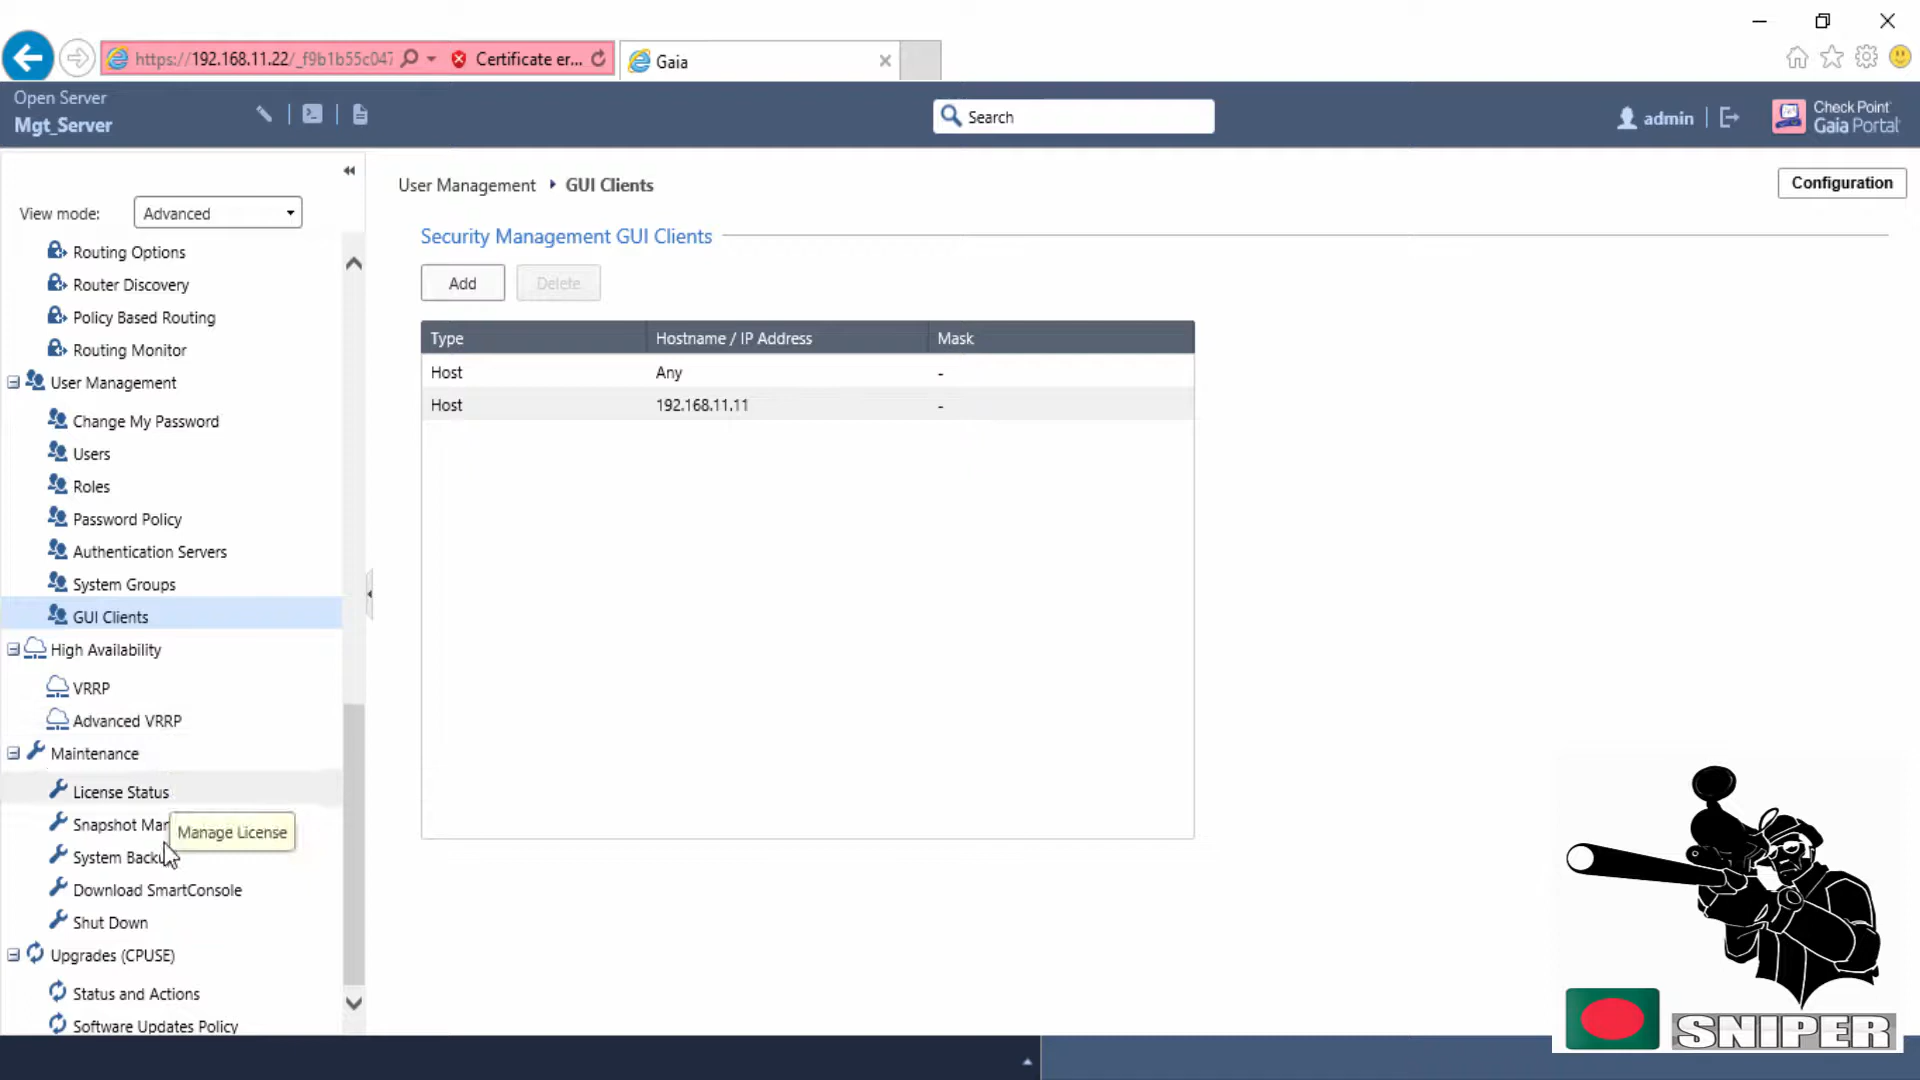 https://192.168.11.22/_f9b1b55c047
Certificate er...
Gaia
Open Server
Mgt_Server
Search
admin
Check Point
Gaia Portal
View mode:
Advanced
Routing Options
Router Discovery
Policy Based Routing
Routing Monitor
User Management
Change My Password
Users
Roles
Password Policy
Authentication Servers
System Groups
GUI Clients
High Availability
VRRP
Advanced VRRP
Maintenance
License Status
Snapshot Mar
Manage License
System Backu
Download SmartConsole
Shut Down
Upgrades (CPUSE)
Status and Actions
Software Updates Policy
User Management GUI Clients
Configuration
Security Management GUI Clients
Add Delete
Type Hostname / IP Address Mask
Host Any -
Host 192.168.11.11 -
SNIPER